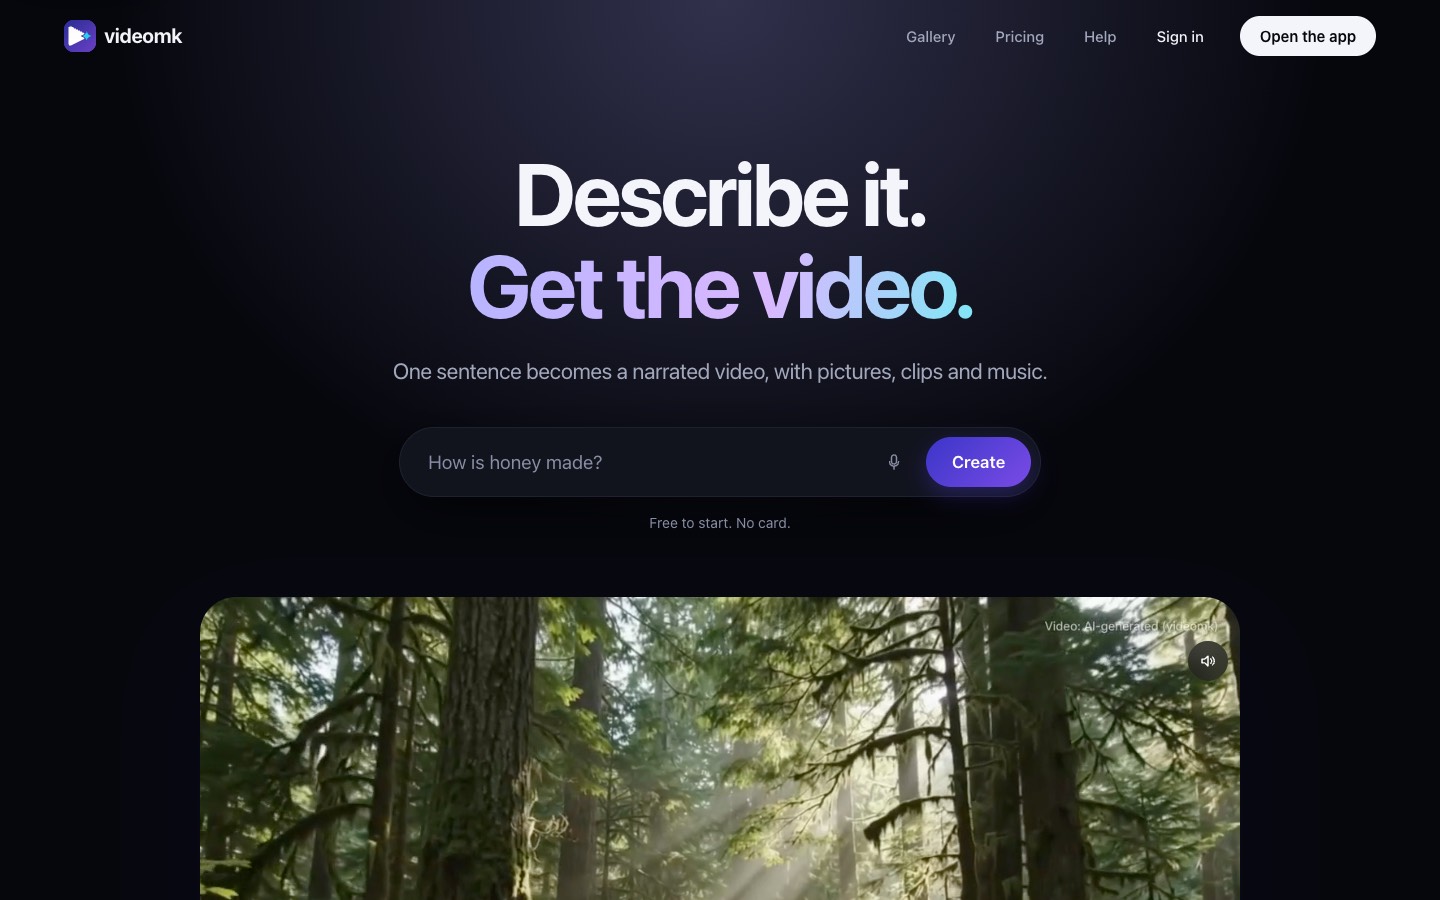 videomk
Gallery
Pricing
Help
Sign in
Open the app
Describe it.
Get the video.
One sentence becomes a narrated video, with pictures, clips and music.
How is honey made?
Create
Free to start. No card.
Video: AI-generated (videomk)